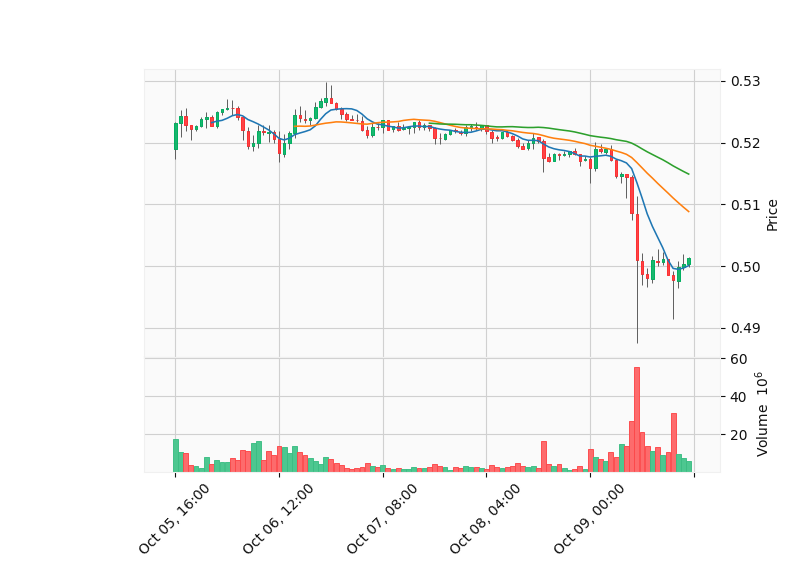 0.53
0.52
0.51
0.50
0.49
Price
60
40
20
Volume 10^6
Oct 05, 16:00
Oct 06, 12:00
Oct 07, 08:00
Oct 08, 04:00
Oct 09, 00:00